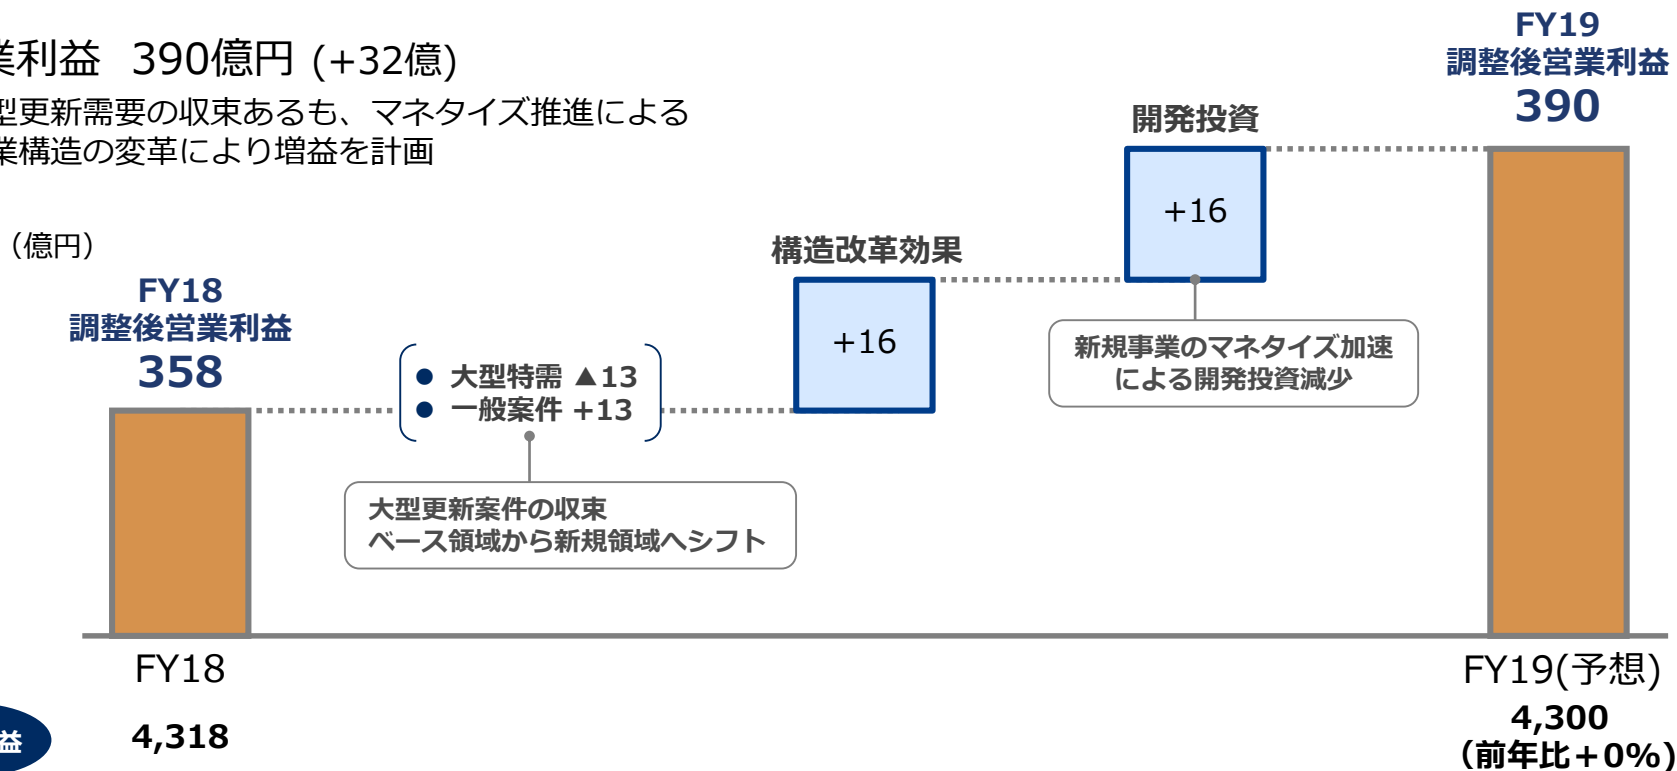 業利益 390億円 (+32億)
型更新需要の収束あるも、マネタイズ推進による
業構造の変革により増益を計画
(億円)
FY18
調整後営業利益
358
● 大型特需 ▲13
● 一般案件 +13
大型更新案件の収束
ベース領域から新規領域へシフト
構造改革効果
+16
開発投資
+16
新規事業のマネタイズ加速
による開発投資減少
FY19
調整後営業利益
390
FY18
FY19(予想)
益
4,318
4,300
(前年比+0%)